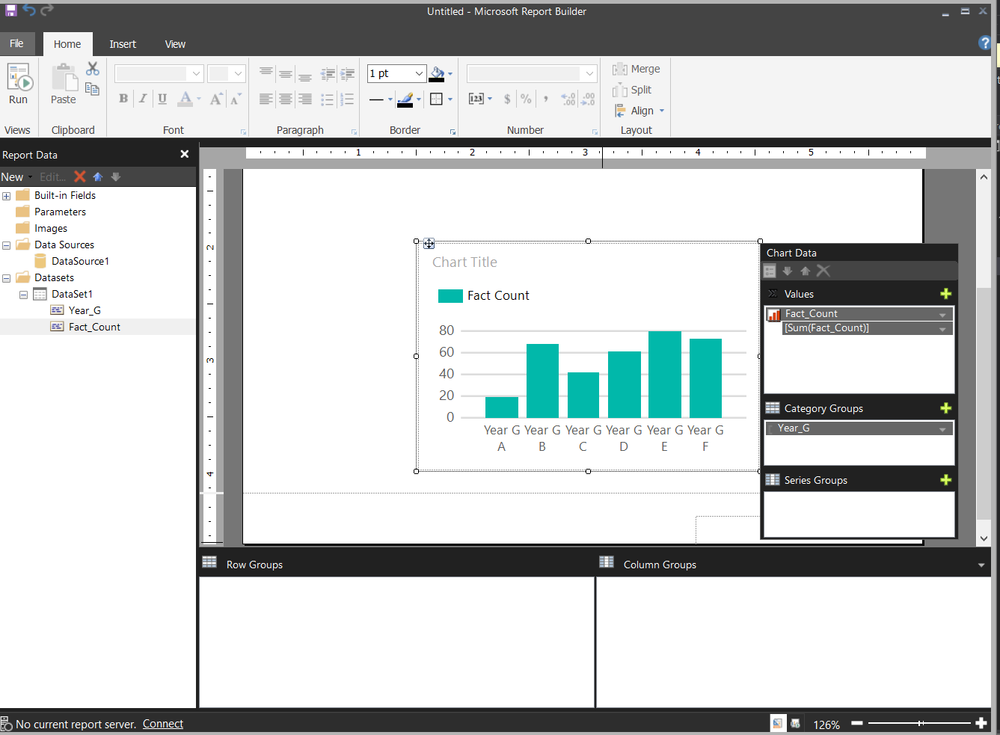 Untitled - Microsoft Report Builder
File
Home
Insert
View
Run
Paste
1 pt
B I U A A A
123
$ % ,
Merge
Split
Align
Views
Clipboard
Font
Paragraph
Border
Number
Layout
Report Data
New
Edit...
Built-in Fields
Parameters
Images
Data Sources
DataSource1
Datasets
DataSet1
Year_G
Fact_Count
1 2 3 4 5
2
3
4
Chart Title
Fact Count
80
60
40
20
0
Year G Year G Year G Year G Year G Year G
A B C D E F
Chart Data
Values
Fact_Count
[Sum(Fact_Count)]
Category Groups
Year_G
Series Groups
Row Groups
Column Groups
No current report server. Connect
126%